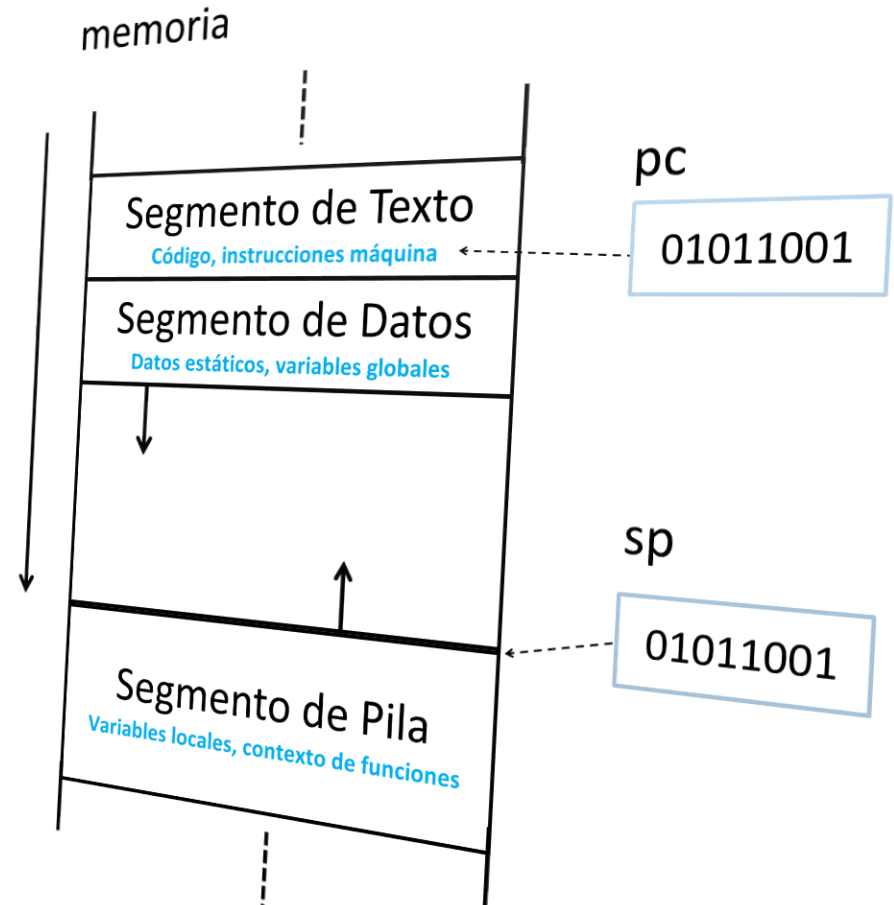 memoria
Segmento de Texto
Código, instrucciones máquina
pc
01011001
Segmento de Datos
Datos estáticos, variables globales
sp
01011001
Segmento de Pila
Variables locales, contexto de funciones